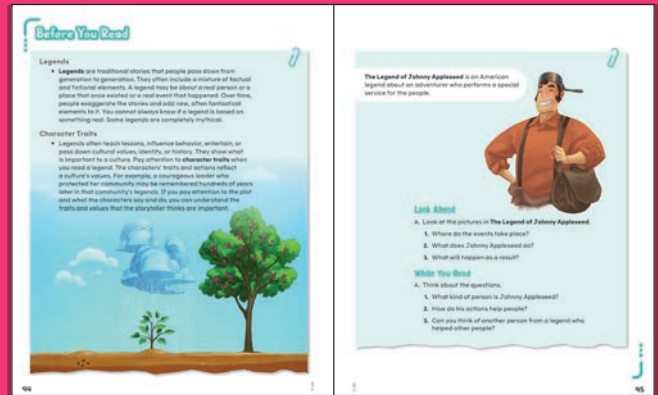 Before You Read
Legends
• Legends are traditional stories that people pass down from
generation to generation. They often include a mixture of factual
and fictional elements. A legend may be about a real person or a
place that once existed or a real event that happened. Over time,
people exaggerate the stories and add new, often fantastical
elements to it. You cannot always know if a legend is based on
something real. Some legends are completely mythical.
Character Traits
• Legends often teach lessons, influence behavior, entertain, or
pass down cultural values, identity, or history. They show what
is important to a culture. Pay attention to character traits when
you read a legend. The characters' traits and actions reflect
a culture's values. For example, a courageous leader who
protected her community may be remembered hundreds of years
later in that community's legends. If you pay attention to the plot
and what the characters say and do, you can understand the
traits and values that the storyteller thinks are important.
94
The Legend of Johnny Appleseed is an American
legend about an adventurer who performs a special
service for the people.
Look Ahead
A. Look at the pictures in The Legend of Johnny Appleseed.
1. Where do the events take place?
2. What does Johnny Appleseed do?
3. What will happen as a result?
While You Read
A. Think about the questions.
1. What kind of person is Johnny Appleseed?
2. How do his actions help people?
3. Can you think of another person from a legend who
helped other people?
95